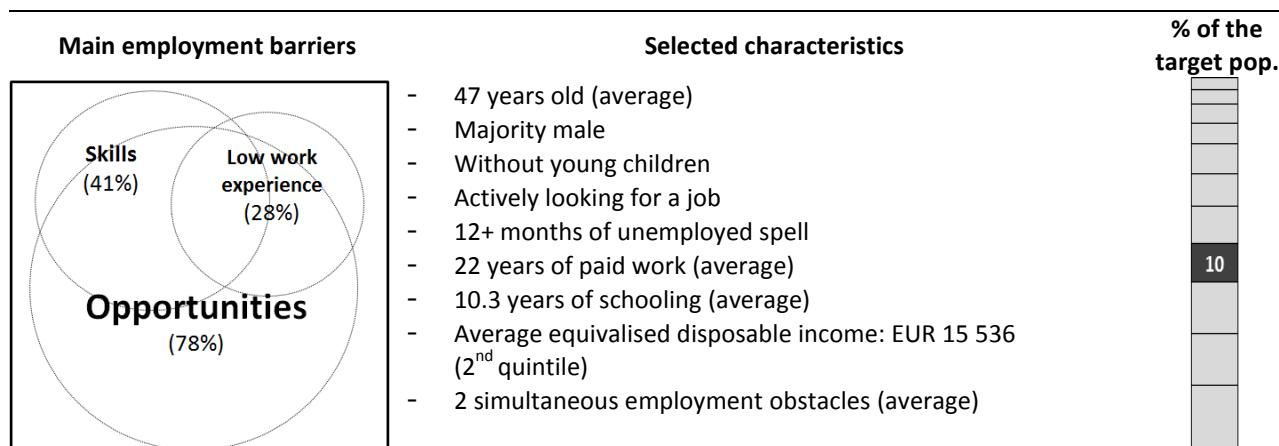 Main employment barriers
Selected characteristics
% of the
target pop.
Skills
(41%)
Low work
experience
(28%)
Opportunities
(78%)
- 47 years old (average)
- Majority male
- Without young children
- Actively looking for a job
- 12+ months of unemployed spell
- 22 years of paid work (average)
- 10.3 years of schooling (average)
- Average equivalised disposable income: EUR 15 536
(2nd quintile)
- 2 simultaneous employment obstacles (average)
10